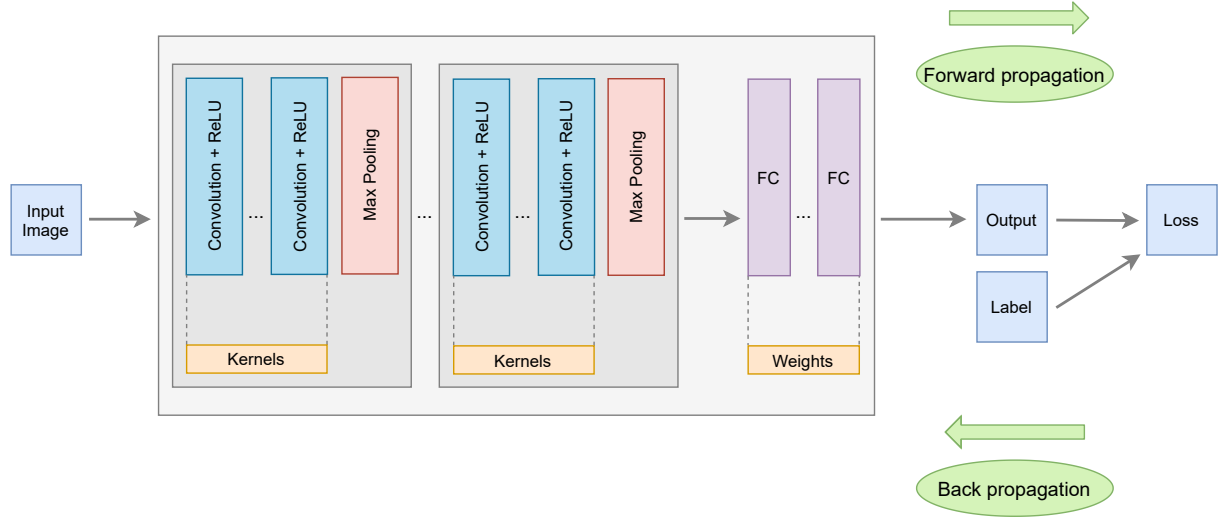 Forward propagation
Input
Image
Convolution + ReLU
...
Convolution + ReLU
Max Pooling
...
Convolution + ReLU
...
Convolution + ReLU
Max Pooling
FC
...
FC
Output
Loss
Label
Kernels
Kernels
Weights
Back propagation